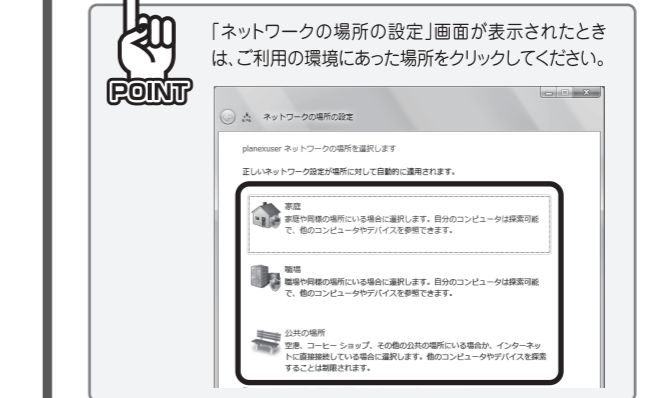 「ネットワークの場所の設定」画面が表示されたとき
は、ご利用の環境にあった場所をクリックしてください。
POINT
ネットワークの場所の設定
planexuser ネットワークの場所を選択します
正しいネットワーク設定が場所に対して自動的に適用されます。
家庭
家庭や同様の場所にいる場合に選択します。自分のコンピュータは探索可能
で、他のコンピュータやデバイスを参照できます。
職場
職場や同様の場所にいる場合に選択します。自分のコンピュータは探索可能
で、他のコンピュータやデバイスを参照できます。
公共の場所
空港、コーヒー ショップ、その他の公共の場所にいる場合か、インターネッ
トに直接接続している場合に選択します。他のコンピュータやデバイスを探索
することは制限されます。